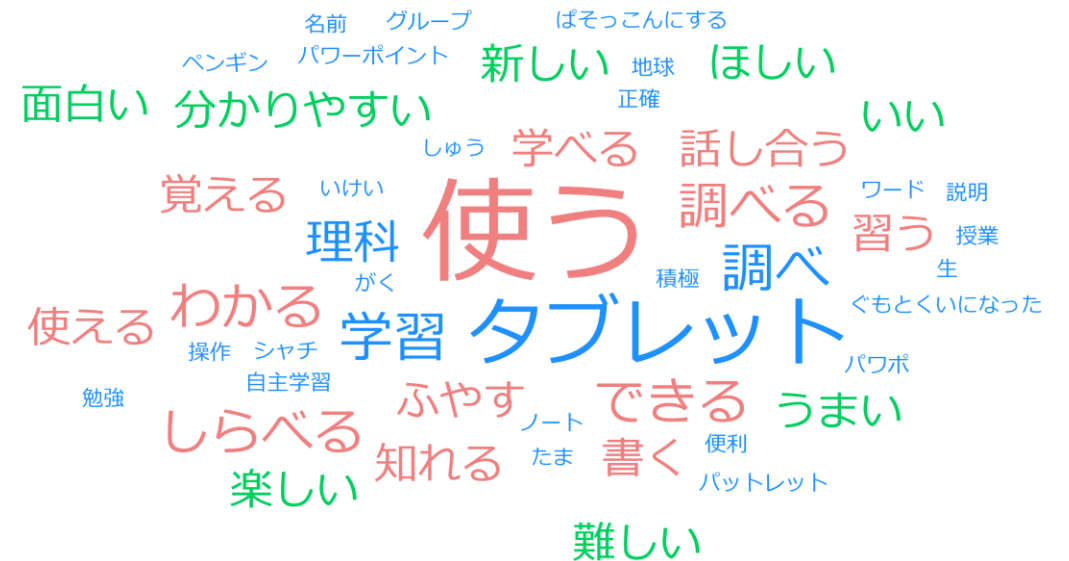 名前 グループ ぱそっこんにする
ペンギン パワーポイント 新しい 地球 ほしい
面白い 分かりやすい 正確 いい
しゅう 学べる 話し合う
覚える いけい 使う 調べる ワード 説明
理科 調べ 習う 授業
がく 積極 生
使える わかる 学習 タブレット ぐもとくいになった
操作 シャチ パワポ
勉強 自主学習 ふやす できる うまい
しらべる 知れる ノート たま 書く 便利
楽しい パットレット
難しい